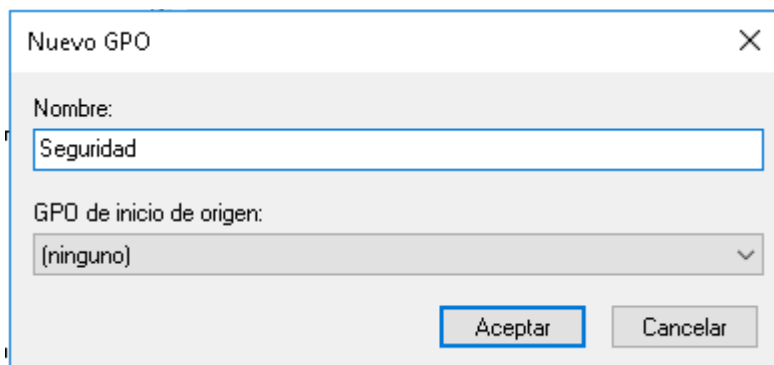 Nuevo GPO
Nombre:
Seguridad
GPO de inicio de origen:
(ninguno)
Aceptar Cancelar